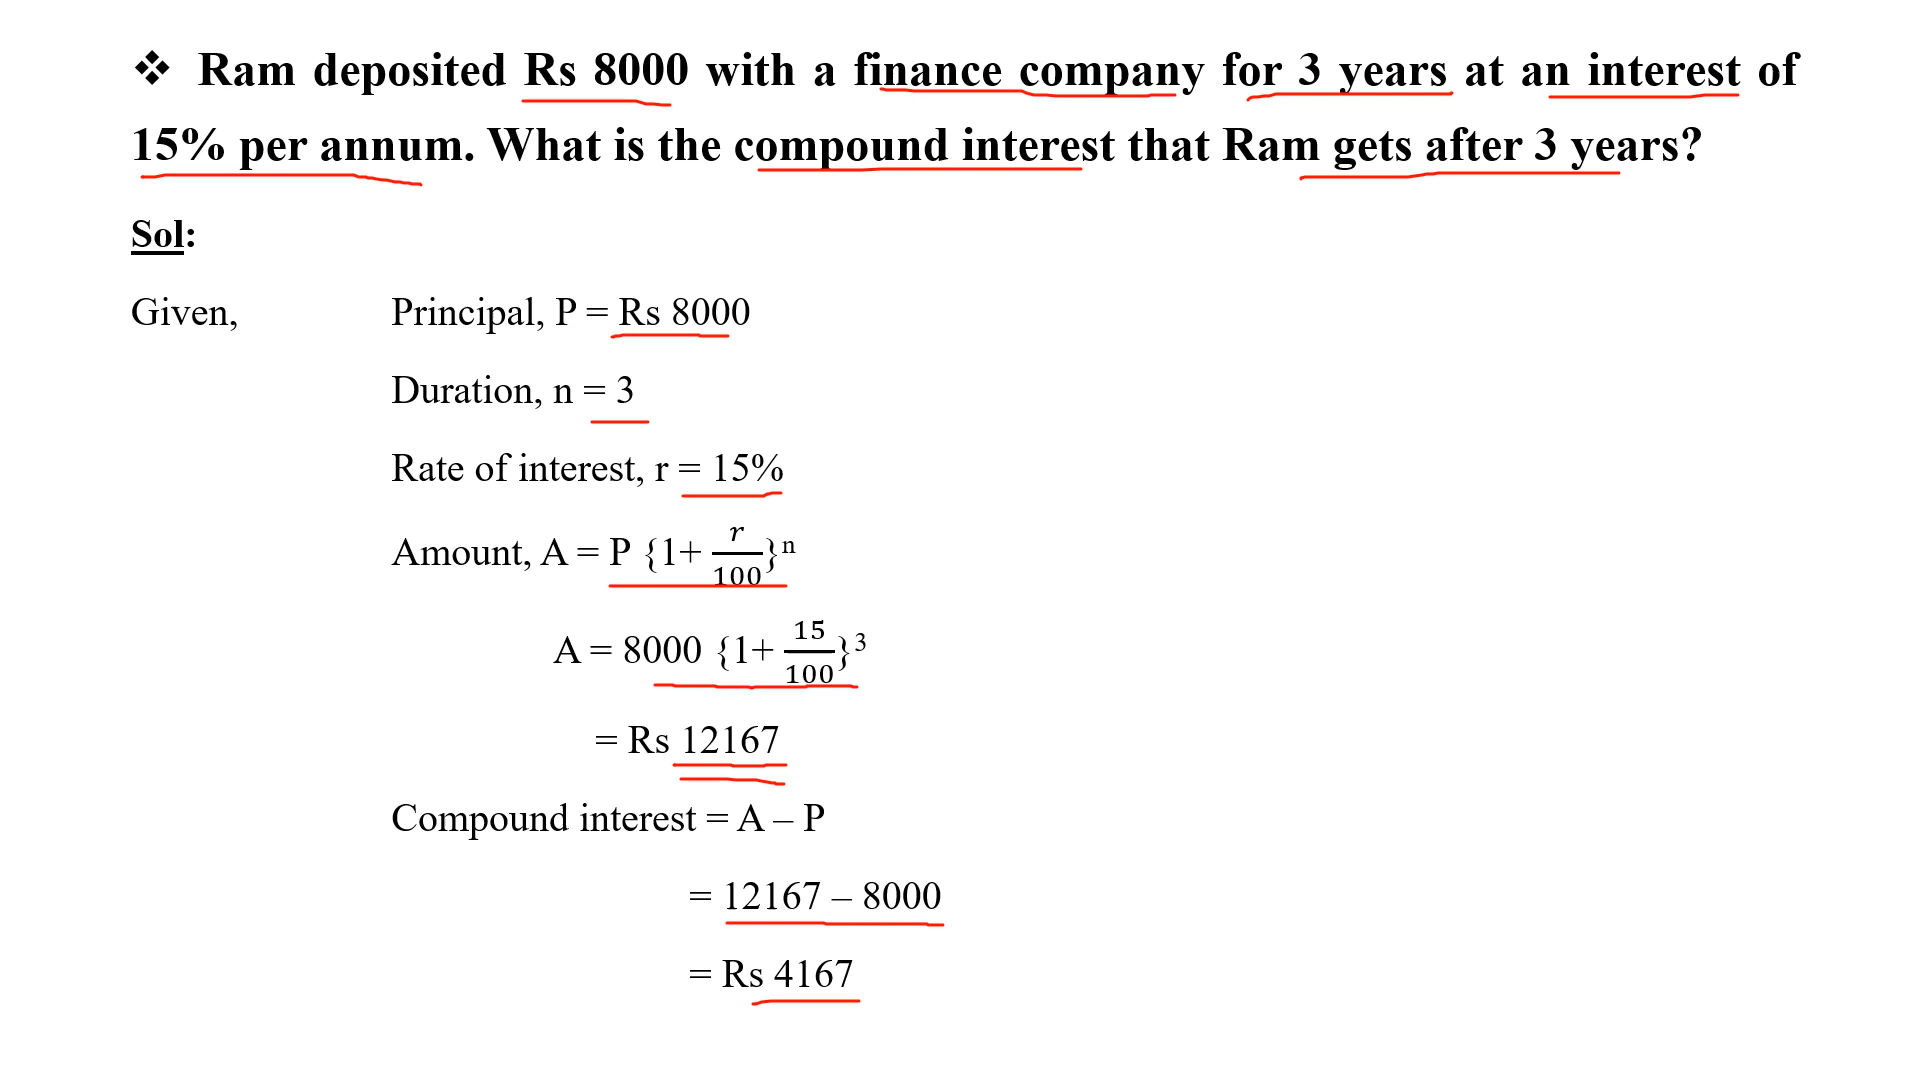 ❖ Ram deposited Rs 8000 with a finance company for 3 years at an interest of
15% per annum. What is the compound interest that Ram gets after 3 years?
Sol:
Given, Principal, P = Rs 8000
Duration, n = 3
Rate of interest, r = 15%
Amount, A = P {1+ r/100}ⁿ
A = 8000 {1+ 15/100}³
= Rs 12167
Compound interest = A – P
= 12167 – 8000
= Rs 4167